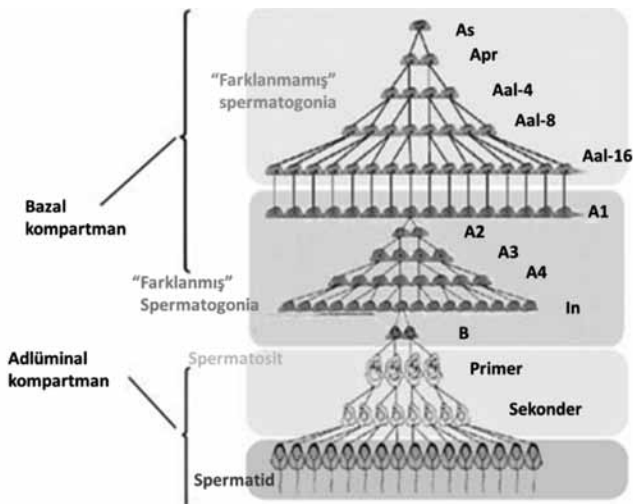 As
Apr
"Farklanmamış"
spermatogonia
Aal-4
Aal-8
Aal-16
Bazal
kompartman
A1
A2
A3
A4
"Farklanmış"
Spermatogonia
In
B
Adlüminal
kompartman
Spermatosit
Primer
Sekonder
Spermatid